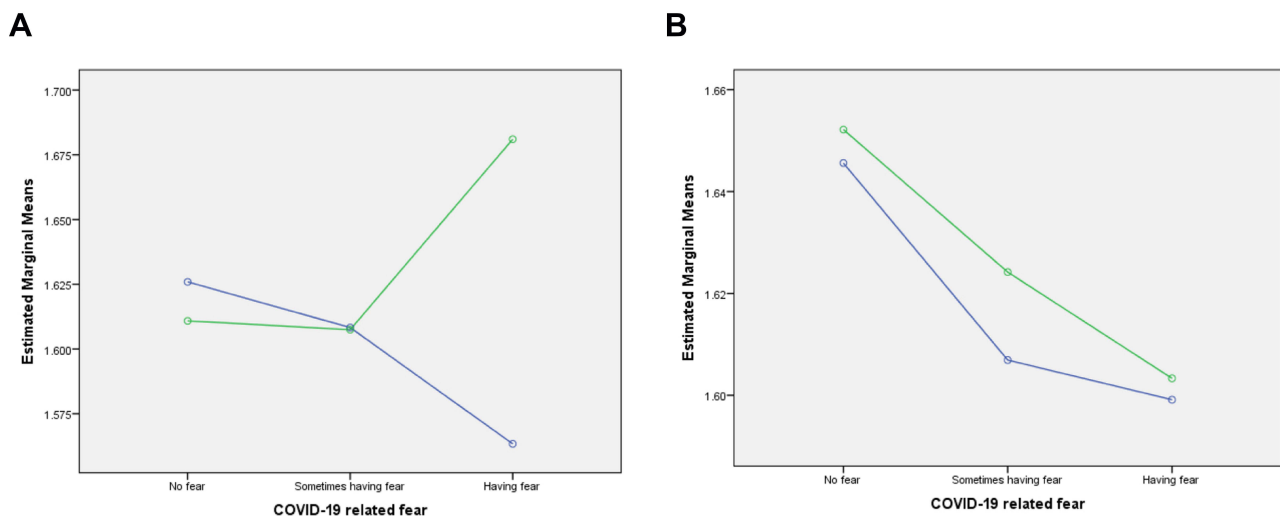 A
Estimated Marginal Means
1.700
1.675
1.650
1.625
1.600
1.575
No fear
Sometimes having fear
Having fear
COVID-19 related fear
B
Estimated Marginal Means
1.66
1.64
1.62
1.60
No fear
Sometimes having fear
Having fear
COVID-19 related fear